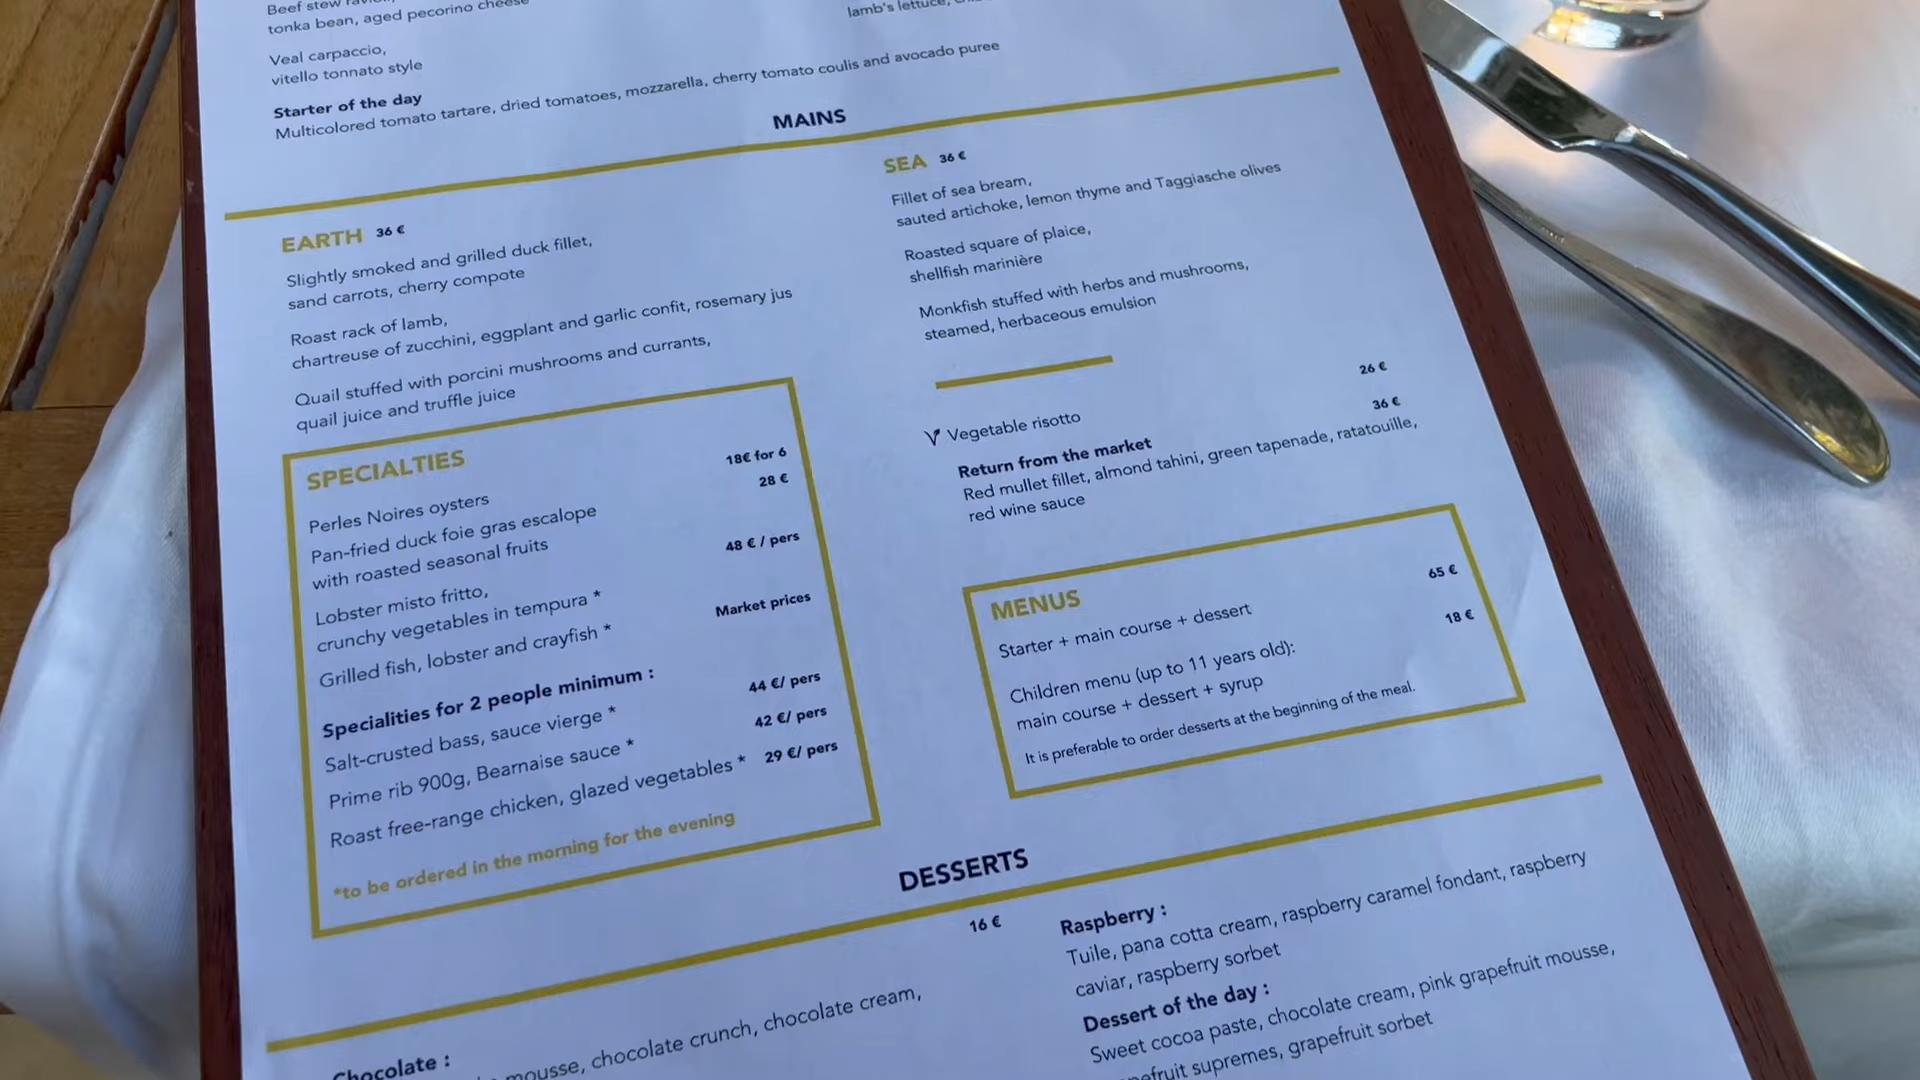 Beef stew
tonka bean, aged pecorino cheese
Veal carpaccio,
vitello tonnato style
lamb's lettuce,
Starter of the day
Multicolored tomato tartare, dried tomatoes, mozzarella, cherry tomato coulis and avocado puree
MAINS
EARTH 36 €
Slightly smoked and grilled duck fillet,
sand carrots, cherry compote
Roast rack of lamb,
chartreuse of zucchini, eggplant and garlic confit, rosemary jus
Quail stuffed with porcini mushrooms and currants,
quail juice and truffle juice
SPECIALTIES
Perles Noires oysters 18€ for 6
Pan-fried duck foie gras escalope 28 €
with roasted seasonal fruits
Lobster misto fritto, 48 € / pers
crunchy vegetables in tempura *
Grilled fish, lobster and crayfish * Market prices
Specialities for 2 people minimum :
Salt-crusted bass, sauce vierge * 44 €/ pers
Prime rib 900g, Bearnaise sauce * 42 €/ pers
Roast free-range chicken, glazed vegetables * 29 €/ pers
*to be ordered in the morning for the evening
SEA 36 €
Fillet of sea bream,
sauted artichoke, lemon thyme and Taggiasche olives
Roasted square of plaice,
shellfish marinière
Monkfish stuffed with herbs and mushrooms,
steamed, herbaceous emulsion
Vegetable risotto 26 €
Return from the market 36 €
Red mullet fillet, almond tahini, green tapenade, ratatouille,
red wine sauce
MENUS
Starter + main course + dessert 65 €
Children menu (up to 11 years old): 18 €
main course + dessert + syrup
It is preferable to order desserts at the beginning of the meal.
DESSERTS
16 €
Chocolate :
mousse, chocolate crunch, chocolate cream,
Raspberry :
Tuile, pana cotta cream, raspberry caramel fondant, raspberry
caviar, raspberry sorbet
Dessert of the day :
Sweet cocoa paste, chocolate cream, pink grapefruit mousse,
supremes, grapefruit sorbet